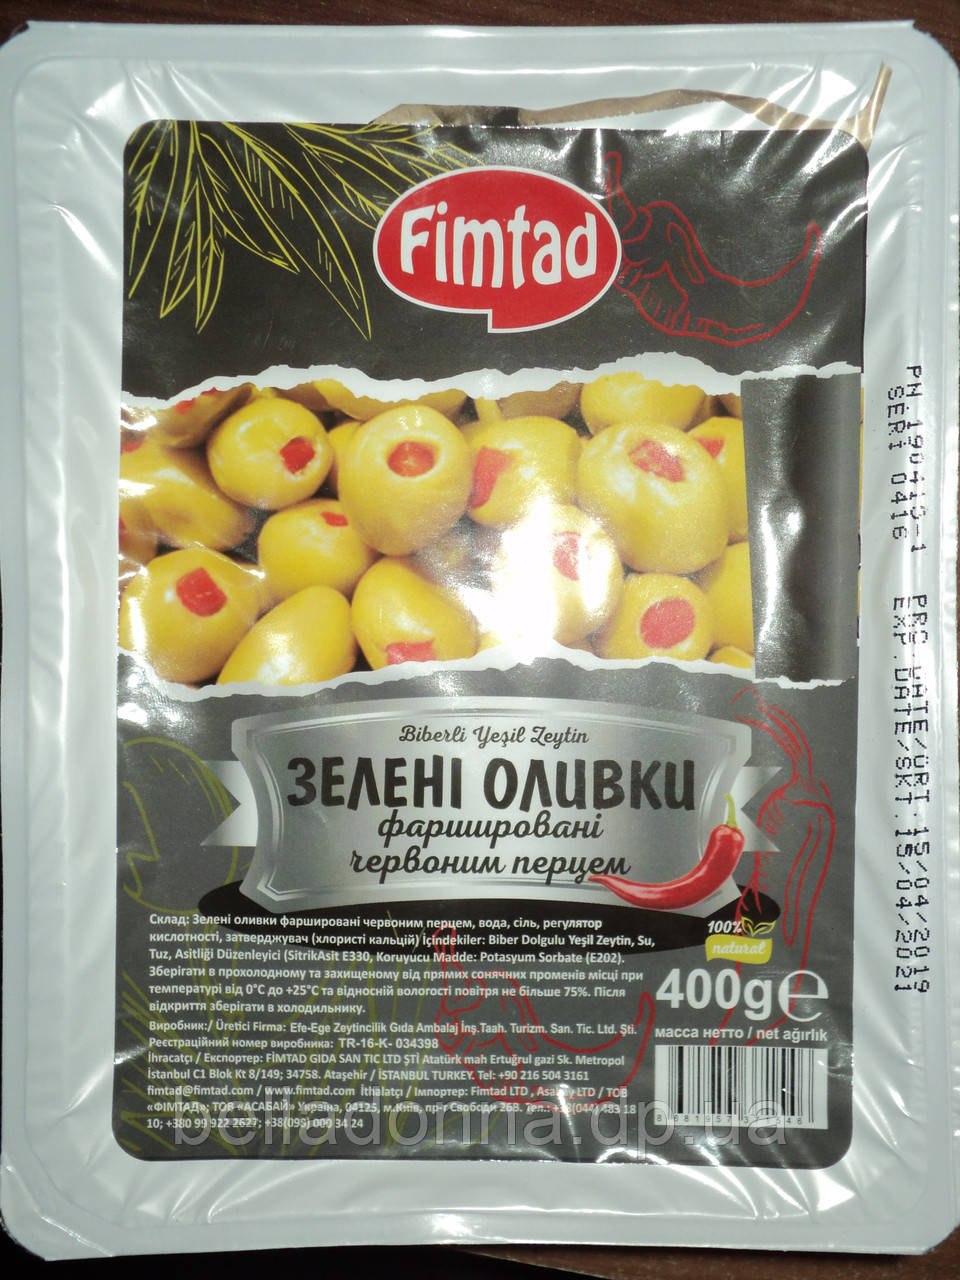 Fimtad
Biberli Yeşil Zeytin
ЗЕЛЕНІ ОЛИВКИ
фаршировані
червоним перцем
Склад: Зелені оливки фаршировані червоним перцем, вода, сіль, регулятор
кислотності, затверджувач (хлористі кальцій) İçindekiler: Biber Dolgulu Yeşil Zeytin, Su,
Tuz, Asitliği Düzenleyici (SitrikAsit E330, Koruyucu Madde: Potasyum Sorbate (E202).
Зберігати в прохолодному та захищеному від прямих сонячних променів місці при
температурі від 0°C до +25°C та відносній вологості повітря не більше 75%. Після
відкриття зберігати в холодильнику.
Виробник:/ Üretici Firma: Efe-Ege Zeytincilik Gıda Ambalaj İnş.Taah. Turizm. San. Tic. Ltd. Şti.
Реєстраційний номер виробника: TR-16-K- 034398
İhracatçı / Експортер: FİMTAD GIDA SAN TIC LTD ŞTİ Atatürk mah Ertuğrul gazi Sk. Metropol
İstanbul C1 Blok Kt 8/149; 34758. Ataşehir / İSTANBUL TURKEY. Tel: +90 216 504 3161
fimtad@fimtad.com / www.fimtad.com İthalatçı / Імпортер: Fimtad LTD , Asabay LTD / ТОВ
«ФІМТАД»; ТОВ «АСАБАЙ» Україна, 04125, м.Київ, пр-т Свободи 26В. Тел.: +38(044) 483 18
10; +380 99 922 2627; +38(099) 000 34 24
100%
natural
400g e
масса нетто / net ağırlık
PN.190415-1 PRO.DATE/ÜRT.15/04/2019
SERI 0416 EXP.DATE/SKT.15/04/2021
belladonna.dp.ua